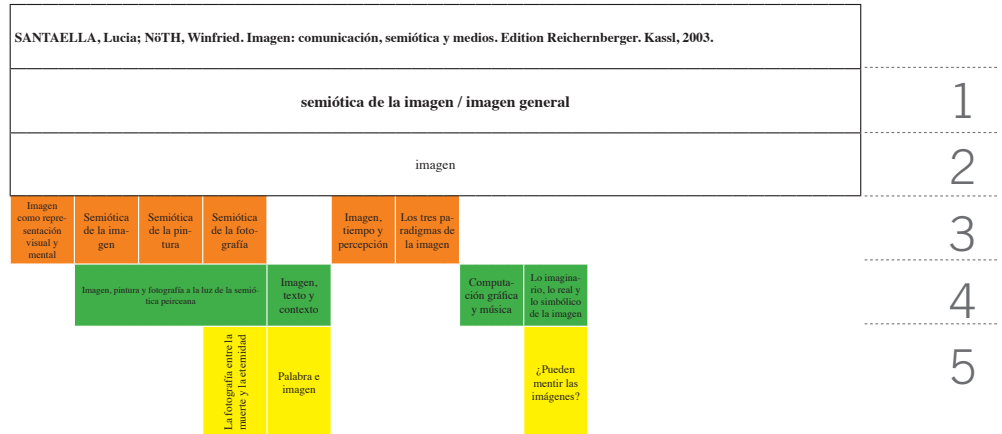 SANTAELLA, Lucia; NöTH, Winfried. Imagen: comunicación, semiótica y medios. Edition Reichernberger. Kassl, 2003.
semiótica de la imagen / imagen general
1
imagen
2
Imagen
como repre-
sentación
visual y
mental
Semiótica
de la ima-
gen
Semiótica
de la pin-
tura
Semiótica
de la foto-
grafía
Imagen,
tiempo y
percepción
Los tres pa-
radigmas de
la imagen
3
Imagen, pintura y fotografía a la luz de la semió-
tica peirceana
Imagen,
texto y
contexto
Computa-
ción gráfica
y música
Lo imagina-
rio, lo real y
lo simbólico
de la imagen
4
La fotografía entre la
muerte y la eternidad
Palabra e
imagen
¿Pueden
mentir las
imágenes?
5